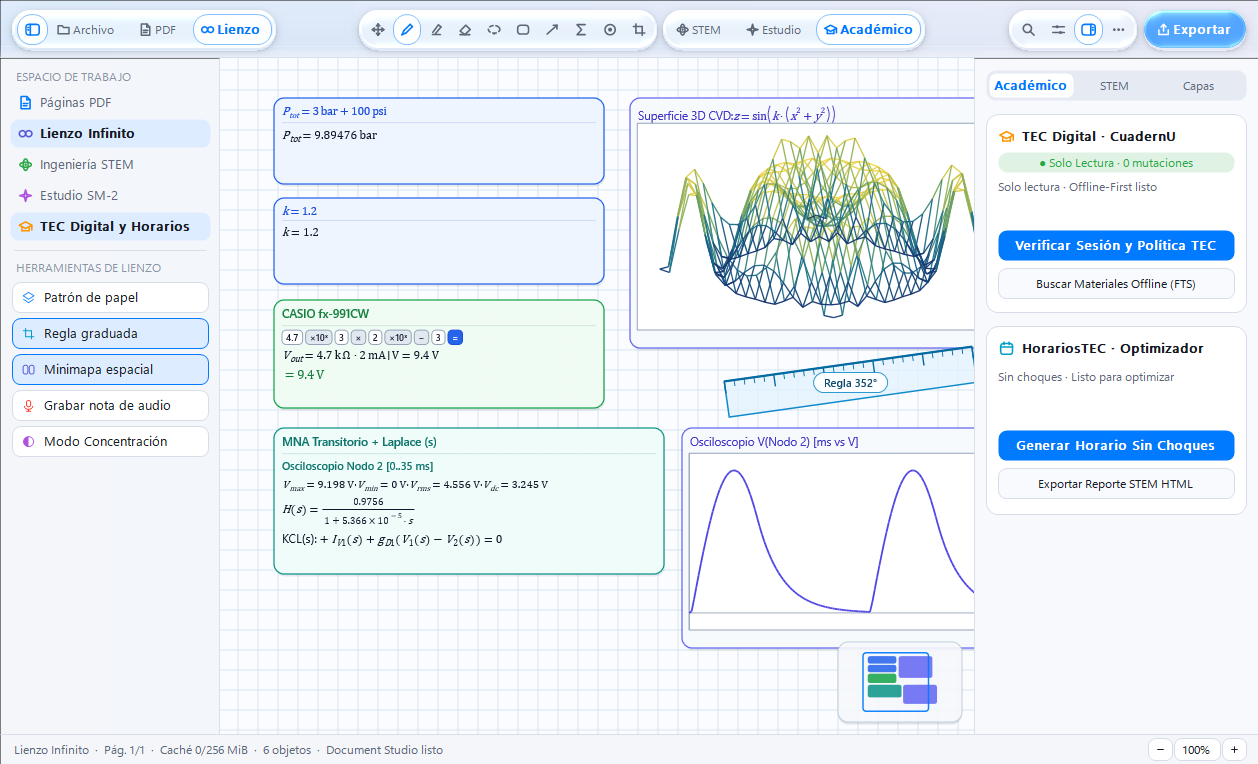 Archivo PDF Lienzo STEM Estudio Académico Exportar
ESPACIO DE TRABAJO
Páginas PDF
Lienzo Infinito
Ingeniería STEM
Estudio SM-2
TEC Digital y Horarios
HERRAMIENTAS DE LIENZO
Patrón de papel
Regla graduada
Minimapa espacial
Grabar nota de audio
Modo Concentración
P_tot = 3 bar + 100 psi
P_tot = 9.89476 bar
k = 1.2
k = 1.2
CASIO fx-991CW
4.7 ×10ˣ 3 × 2 ×10ˣ − 3 =
V_out = 4.7 kΩ · 2 mA | V = 9.4 V
= 9.4 V
MNA Transitorio + Laplace (s)
Osciloscopio Nodo 2 [0..35 ms]
V_max = 9.198 V · V_min = 0 V · V_rms = 4.556 V · V_dc = 3.245 V
H(s) = 0.9756 / (1 + 5.366 × 10^−5 · s)
KCL(s): + I_V1(s) + g_D1(V_1(s) − V_2(s)) = 0
Superficie 3D CVD: z = sin(k·(x² + y²))
Regla 352°
Osciloscopio V(Nodo 2) [ms vs V]
Académico STEM Capas
TEC Digital · CuadernU
● Solo Lectura · 0 mutaciones
Solo lectura · Offline-First listo
Verificar Sesión y Política TEC
Buscar Materiales Offline (FTS)
HorariosTEC · Optimizador
Sin choques · Listo para optimizar
Generar Horario Sin Choques
Exportar Reporte STEM HTML
Lienzo Infinito · Pág. 1/1 · Caché 0/256 MiB · 6 objetos · Document Studio listo
− 100% +